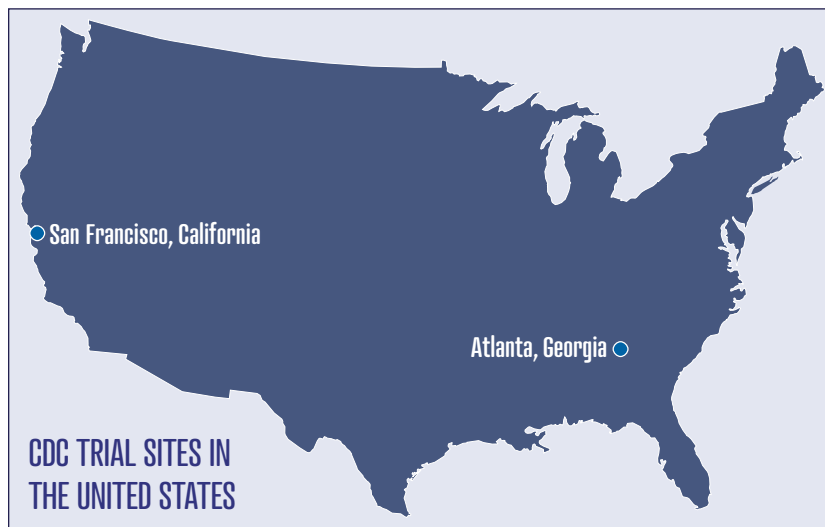 San Francisco, California
Atlanta, Georgia
CDC TRIAL SITES IN
THE UNITED STATES